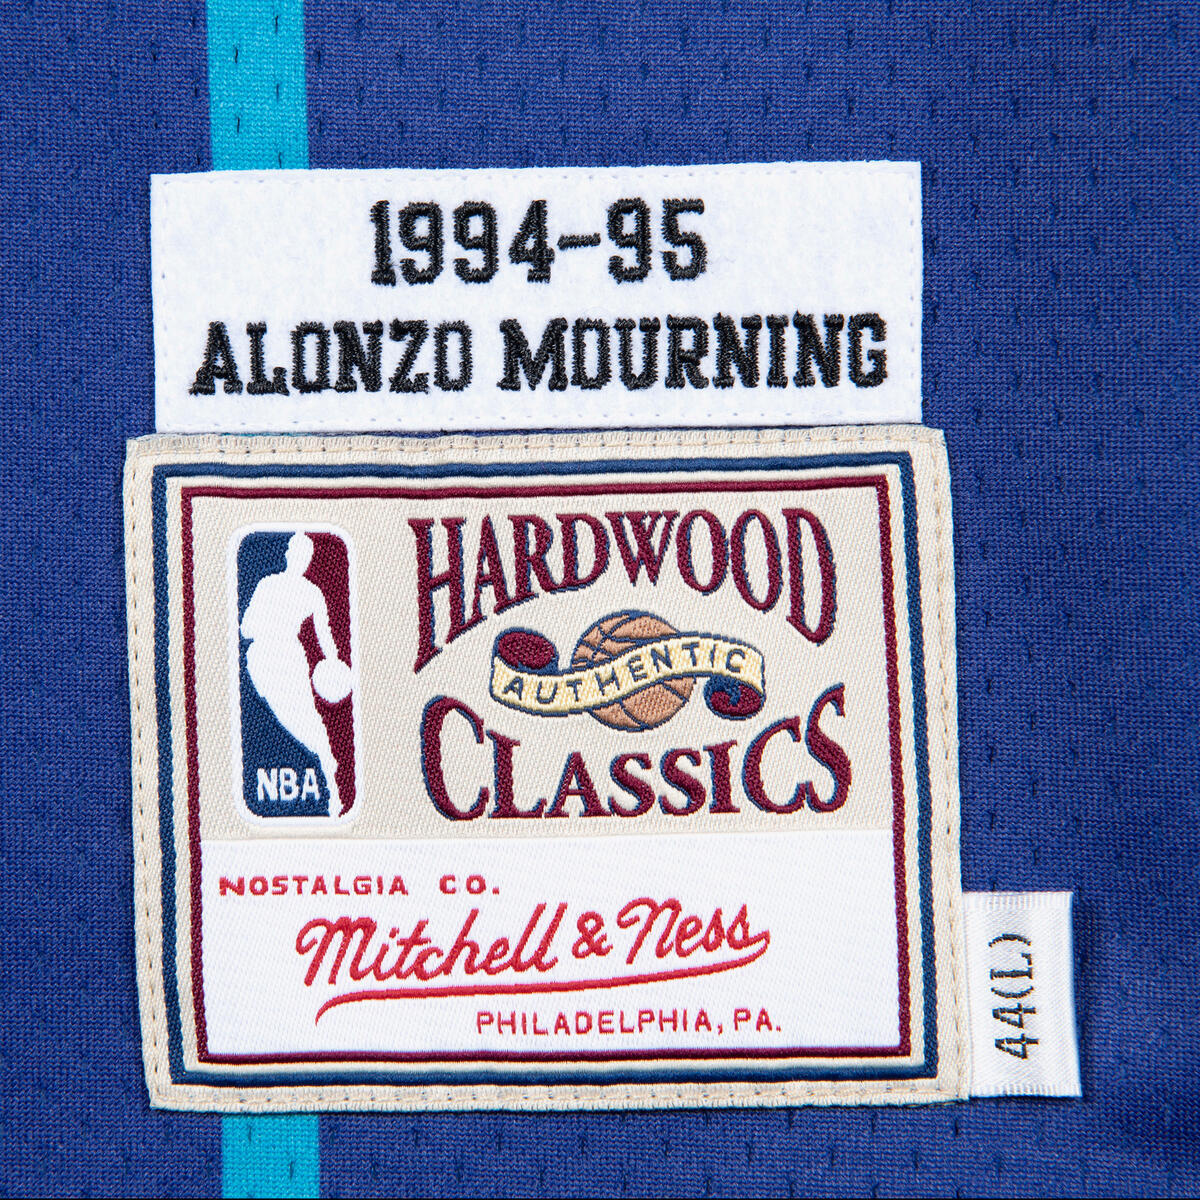 1994-95
ALONZO MOURNING
HARDWOOD
AUTHENTIC
CLASSICS
NBA
NOSTALGIA CO.
Mitchell & Ness
PHILADELPHIA, PA.
44(L)